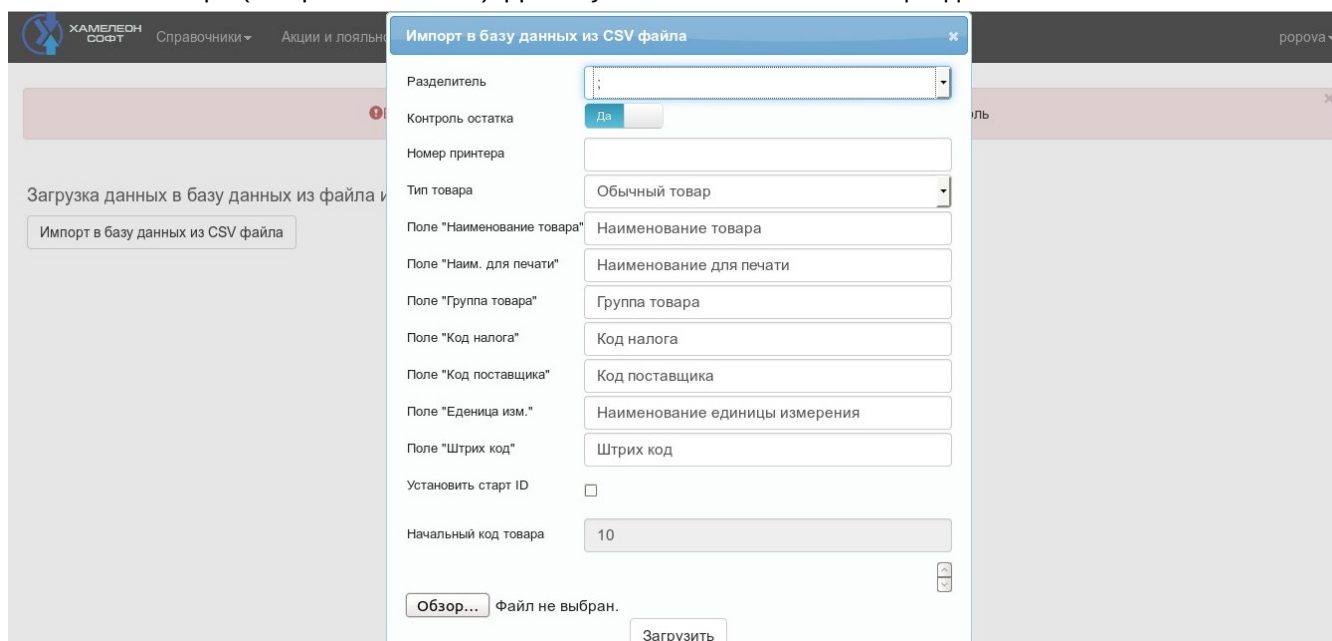 ХАМЕЛЕОН
СОФТ
Справочники
Акции и лояльн
Импорт в базу данных из CSV файла
×
popova
Разделитель
;
Контроль остатка
Да
ль
Номер принтера
Загрузка данных в базу данных из файла и
Тип товара
Обычный товар
Импорт в базу данных из CSV файла
Поле "Наименование товара"
Наименование товара
Поле "Наим. для печати"
Наименование для печати
Поле "Группа товара"
Группа товара
Поле "Код налога"
Код налога
Поле "Код поставщика"
Код поставщика
Поле "Еденица изм."
Наименование единицы измерения
Поле "Штрих код"
Штрих код
Установить старт ID
Начальный код товара
10
Обзор... Файл не выбран.
Загрузить